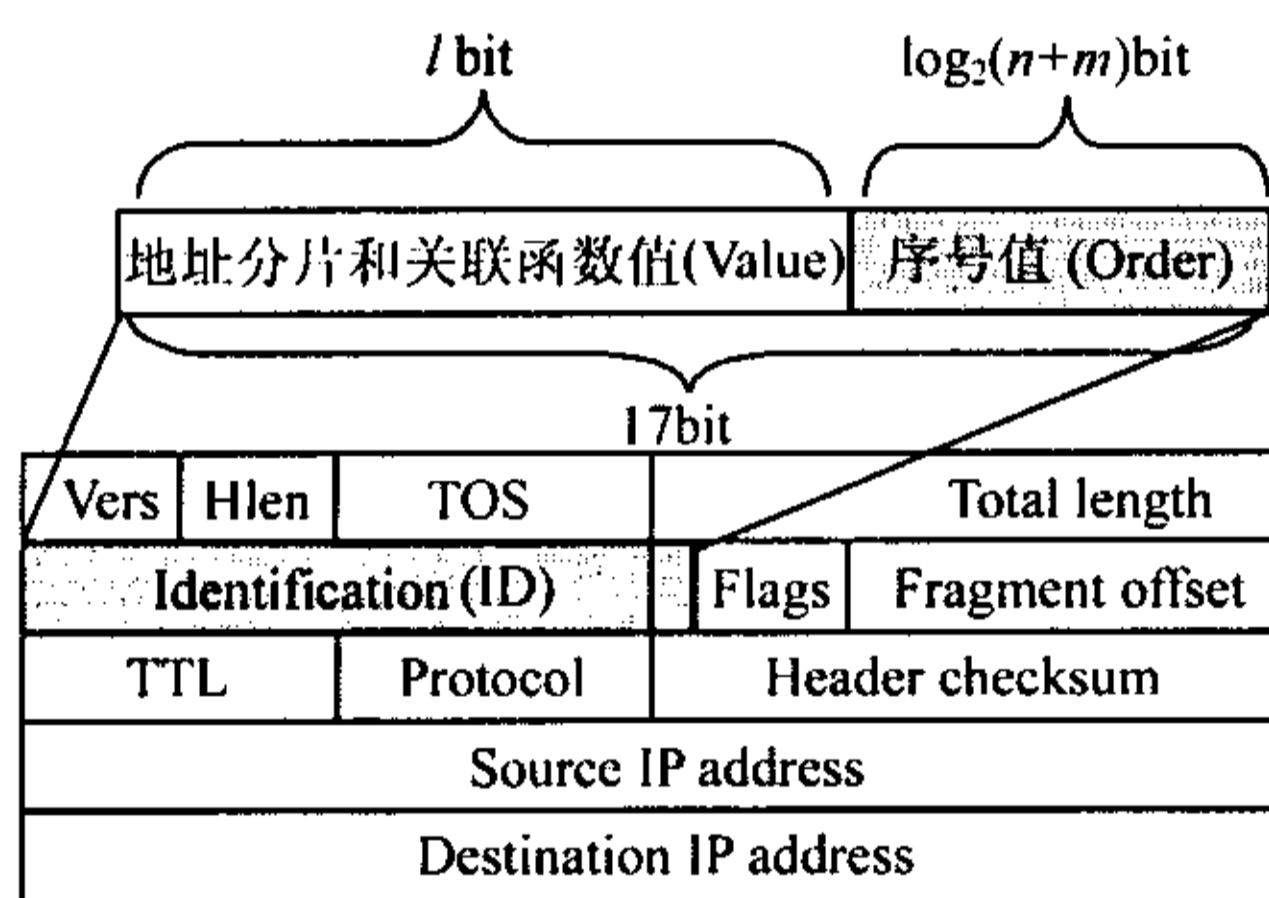 l bit log₂(n+m)bit
地址分片和关联函数值(Value) 序号值 (Order)
17bit
Vers Hlen TOS Total length
Identification (ID) Flags Fragment offset
TTL Protocol Header checksum
Source IP address
Destination IP address